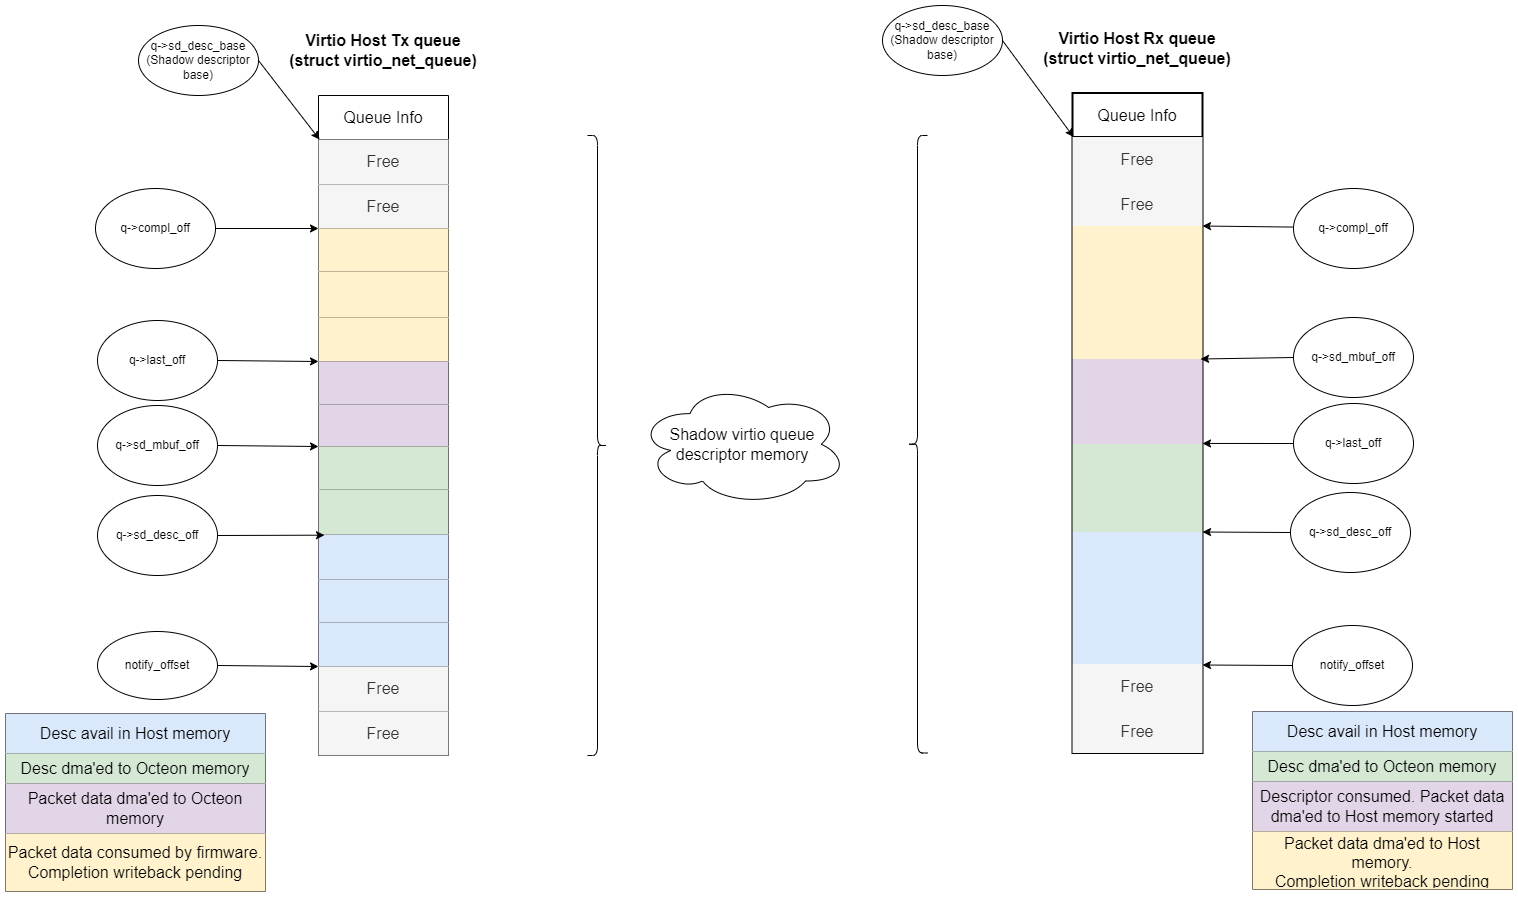 q->sd_desc_base
(Shadow descriptor
base)
Virtio Host Tx queue
(struct virtio_net_queue)
Queue Info
Free
Free
q->compl_off
q->last_off
q->sd_mbuf_off
q->sd_desc_off
notify_offset
Free
Free
Desc avail in Host memory
Desc dma'ed to Octeon memory
Packet data dma'ed to Octeon
memory
Packet data consumed by firmware.
Completion writeback pending
Shadow virtio queue
descriptor memory
q->sd_desc_base
(Shadow descriptor
base)
Virtio Host Rx queue
(struct virtio_net_queue)
Queue Info
Free
Free
q->compl_off
q->sd_mbuf_off
q->last_off
q->sd_desc_off
notify_offset
Free
Free
Desc avail in Host memory
Desc dma'ed to Octeon memory
Descriptor consumed. Packet data
dma'ed to Host memory started
Packet data dma'ed to Host
memory.
Completion writeback pending